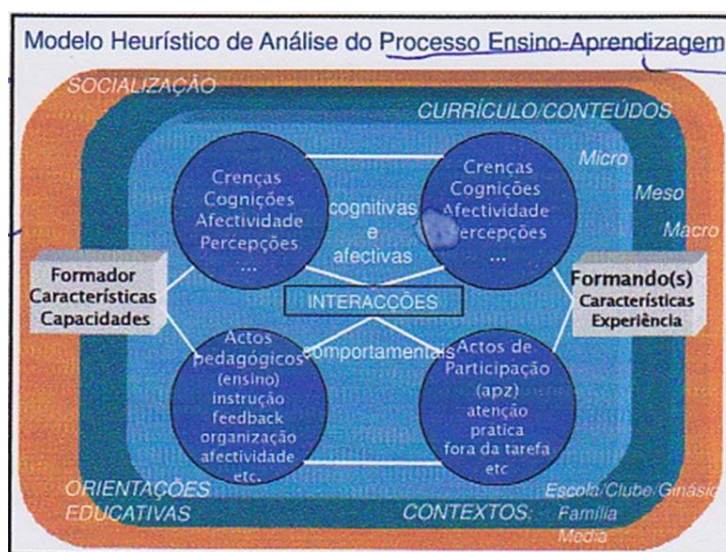 Modelo Heurístico de Análise do Processo Ensino-Aprendizagem
SOCIALIZAÇÃO
CURRÍCULO/CONTEÚDOS
Micro
Meso
Macro
Crenças
Cognições
Afectividade
Percepções
...
cognitivas
e
afectivas
Crenças
Cognições
Afectividade
Percepções
...
Formador
Características
Capacidades
INTERACÇÕES
Formando(s)
Características
Experiência
Actos
pedagógicos
(ensino)
instrução
feedback
organização
afectividade
etc.
comportamentais
Actos de
Participação
(apz)
atenção
prática
fora da tarefa
etc
ORIENTAÇÕES
EDUCATIVAS
CONTEXTOS:
Escola/Clube/Ginásio
Família
Media